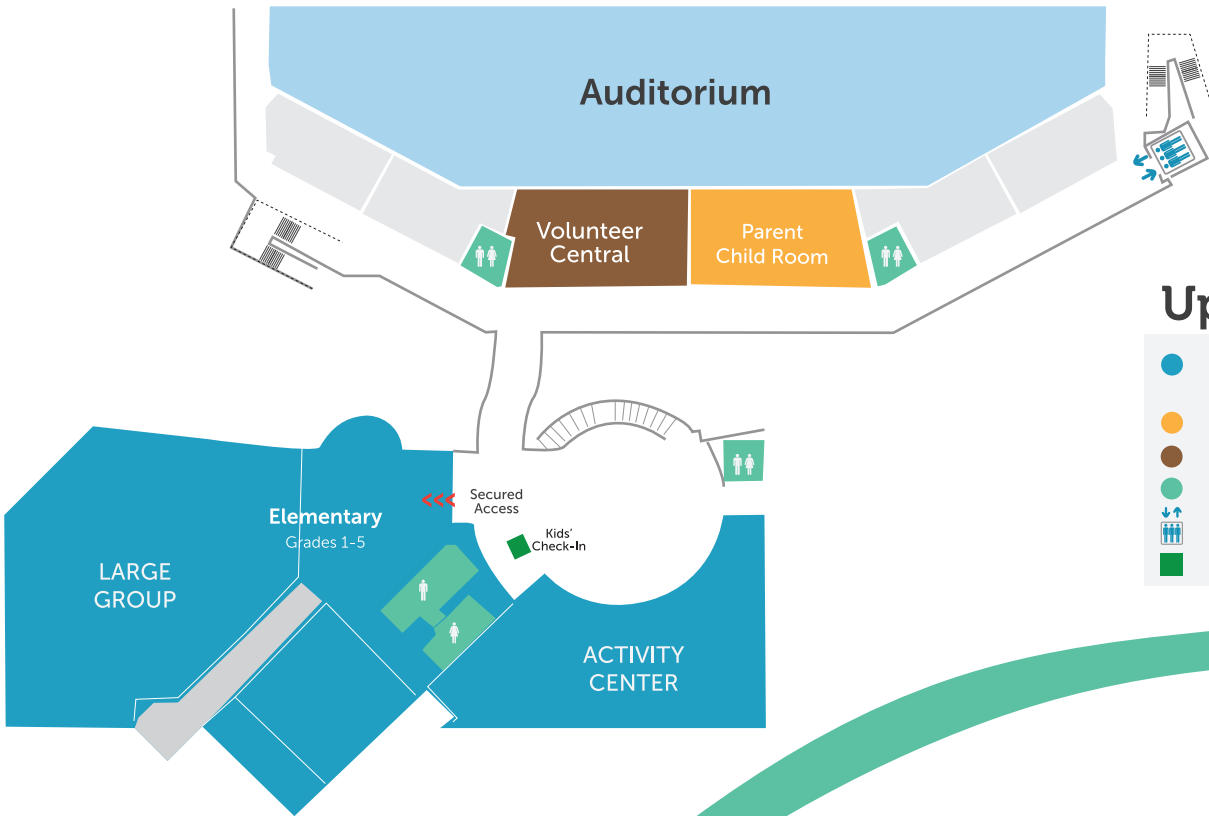 Auditorium
Volunteer
Central
Parent
Child Room
Up
Secured
Access
Kids'
Check-In
Elementary
Grades 1-5
LARGE
GROUP
ACTIVITY
CENTER